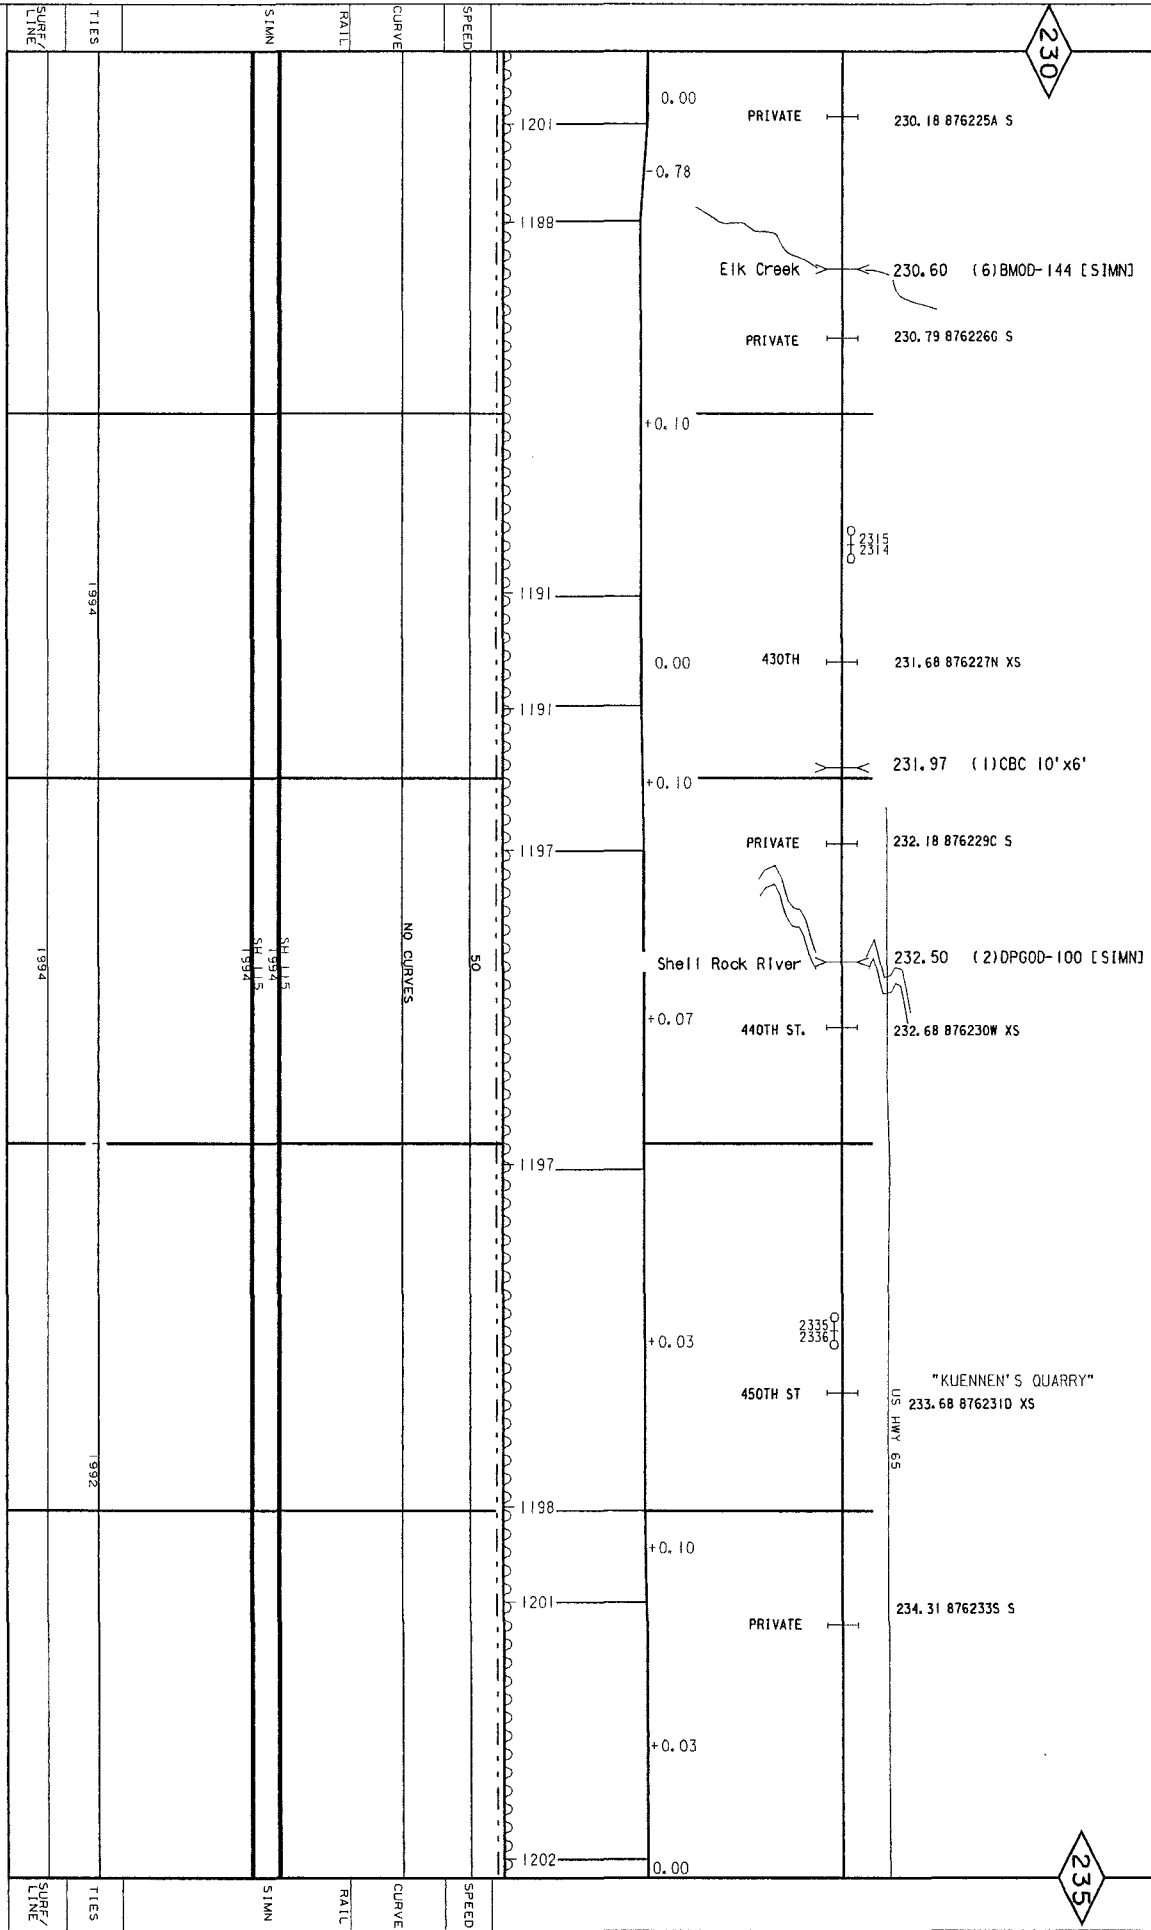 SURF/
LINE
TIES
SIMN
RAIL
CURVE
SPEED
230
0.00
PRIVATE
230.18 876225A S
1201
-0.78
1188
Elk Creek
230.60 (6)BMOD-144 [SIMN]
PRIVATE
230.79 876226G S
+0.10
2315
2314
1994
1191
0.00
430TH
231.68 876227N XS
1191
231.97 (1)CBC 10'x6'
+0.10
PRIVATE
232.18 876229C S
1197
1994
SH 115
1994
SH 115
1994
NO CURVES
50
Shell Rock River
232.50 (2)DPGOD-100 [SIMN]
+0.07
440TH ST.
232.68 876230W XS
1197
2335
2336
+0.03
"KUENNEN'S QUARRY"
450TH ST
233.68 876231D XS
US HWY 65
1992
1198
+0.10
1201
234.31 876233S S
PRIVATE
+0.03
1202
0.00
235
SURF/
LINE
TIES
SIMN
RAIL
CURVE
SPEED